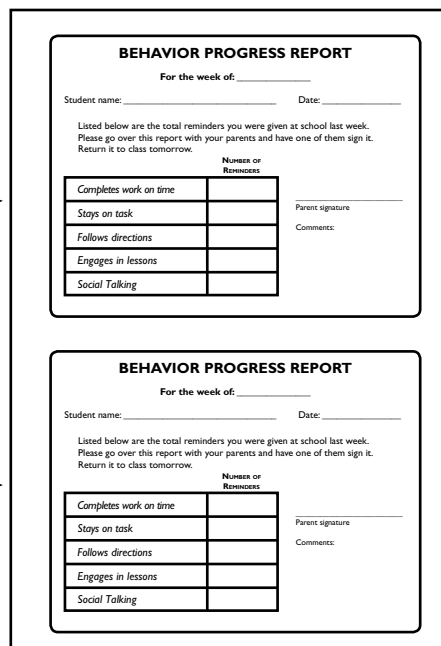 BEHAVIOR PROGRESS REPORT
For the week of: _______________
Student name: _______________________________ Date: ________________
Listed below are the total reminders you were given at school last week.
Please go over this report with your parents and have one of them sign it.
Return it to class tomorrow.
NUMBER OF
REMINDERS
Completes work on time
Stays on task
Parent signature
Comments:
Follows directions
Engages in lessons
Social Talking
BEHAVIOR PROGRESS REPORT
For the week of: _______________
Student name: _______________________________ Date: ________________
Listed below are the total reminders you were given at school last week.
Please go over this report with your parents and have one of them sign it.
Return it to class tomorrow.
NUMBER OF
REMINDERS
Completes work on time
Stays on task
Parent signature
Comments:
Follows directions
Engages in lessons
Social Talking